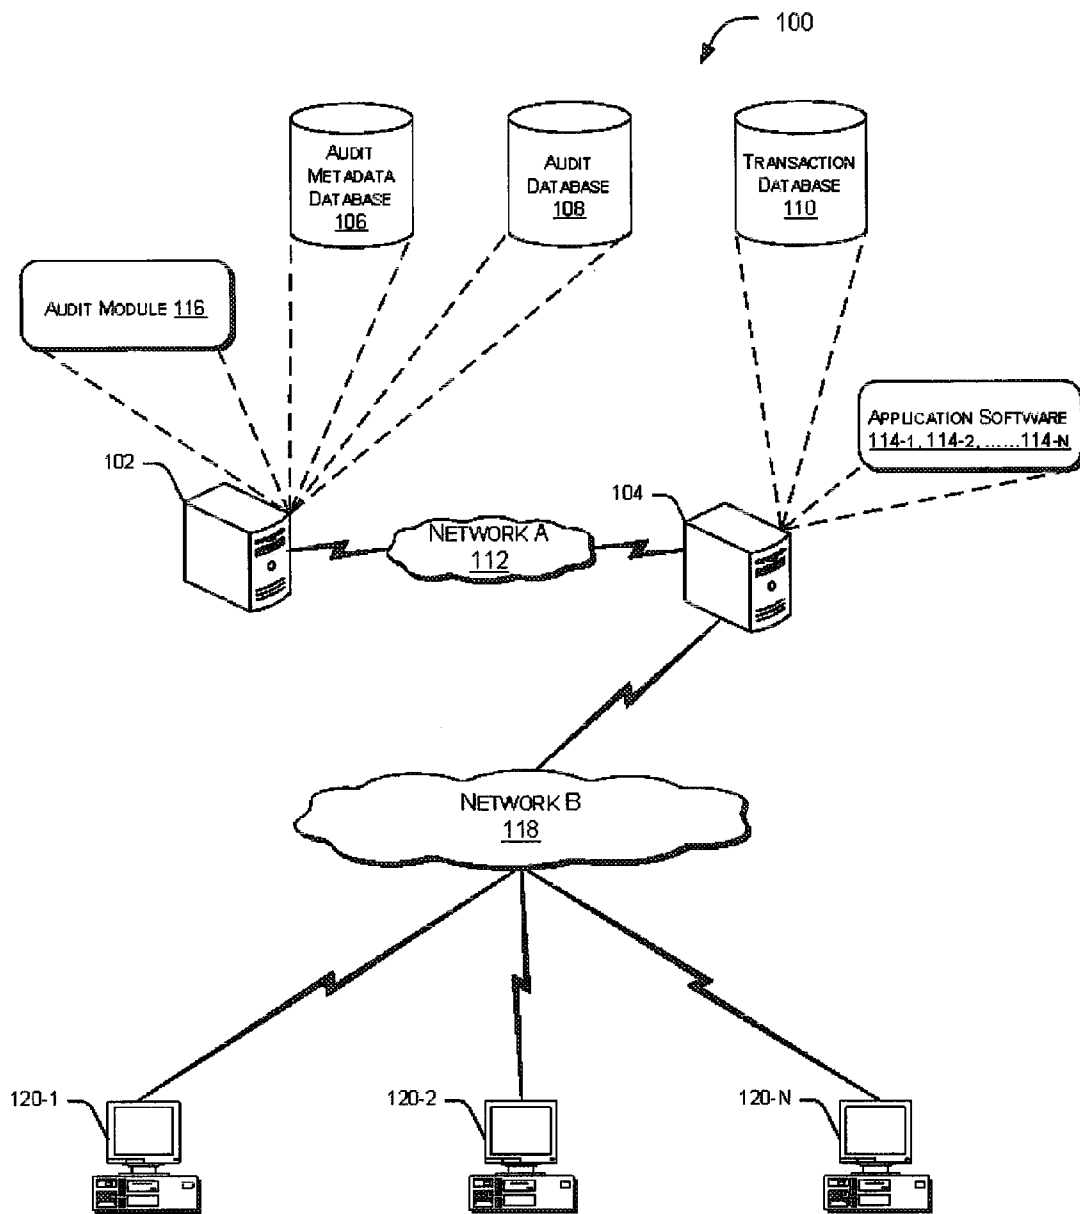 100
AUDIT
METADATA
DATABASE
106
AUDIT
DATABASE
108
TRANSACTION
DATABASE
110
AUDIT MODULE 116
APPLICATION SOFTWARE
114-1, 114-2, ......114-N
102
104
NETWORK A
112
NETWORK B
118
120-1
120-2
120-N